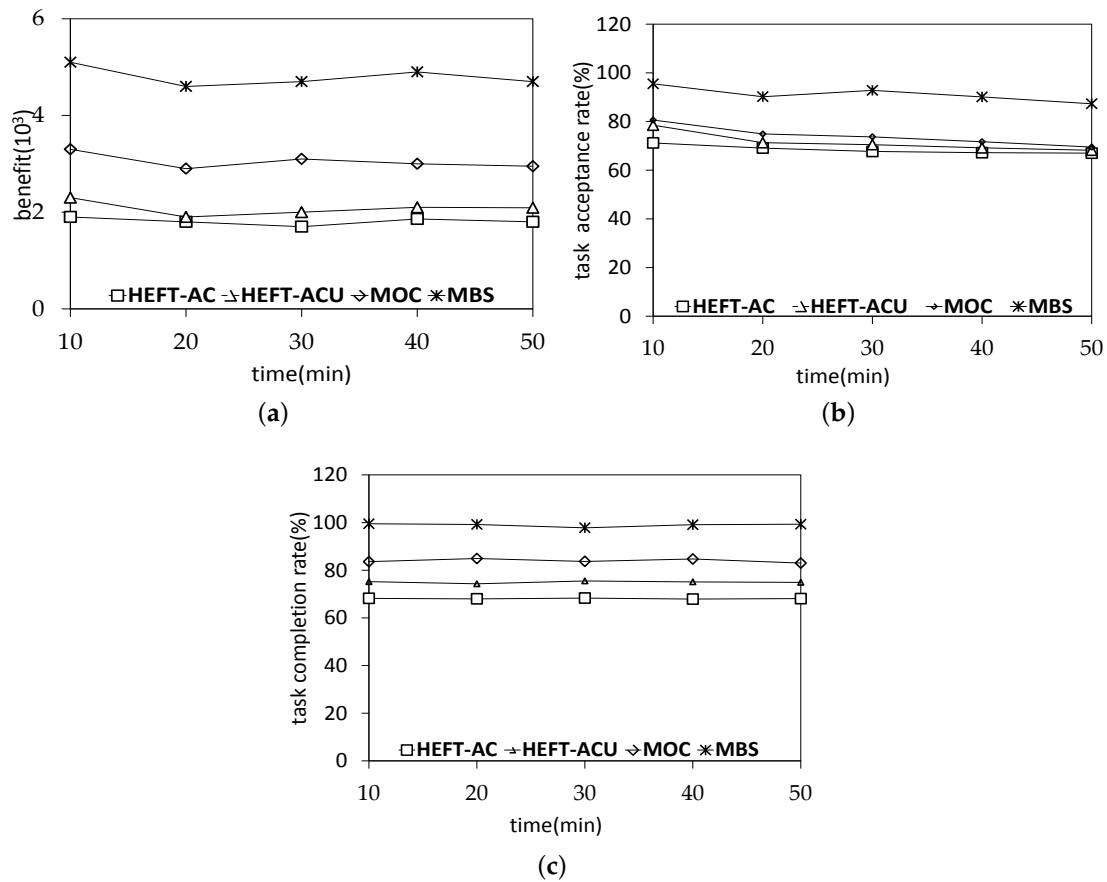 6
4
2
0
benefit(10³)
HEFT-AC HEFT-ACU MOC MBS
10 20 30 40 50
time(min)
(a)
120
100
80
60
40
20
0
task acceptance rate(%)
HEFT-AC HEFT-ACU MOC MBS
10 20 30 40 50
time(min)
(b)
120
100
80
60
40
20
0
task completion rate(%)
HEFT-AC HEFT-ACU MOC MBS
10 20 30 40 50
time(min)
(c)